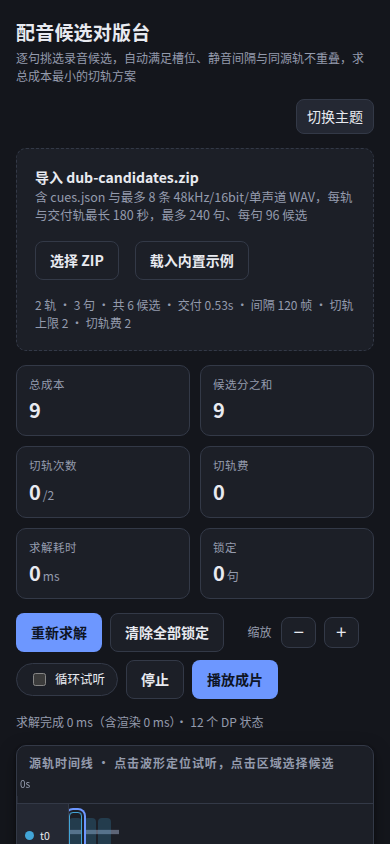 配音候选对版台
逐句挑选录音候选，自动满足槽位、静音间隔与同源轨不重叠，求
总成本最小的切轨方案
切换主题
导入 dub-candidates.zip
含 cues.json 与最多 8 条 48kHz/16bit/单声道 WAV，每轨
与交付轨最长 180 秒，最多 240 句、每句 96 候选
选择 ZIP
载入内置示例
2 轨 · 3 句 · 共 6 候选 · 交付 0.53s · 间隔 120 帧 · 切轨
上限 2 · 切轨费 2
总成本
候选分之和
9
9
切轨次数
切轨费
0 /2
0
求解耗时
锁定
0 ms
0 句
重新求解
清除全部锁定
缩放
−
+
循环试听
停止
播放成片
求解完成 0 ms（含渲染 0 ms）· 12 个 DP 状态
源轨时间线 · 点击波形定位试听，点击区域选择候选
0s
t0